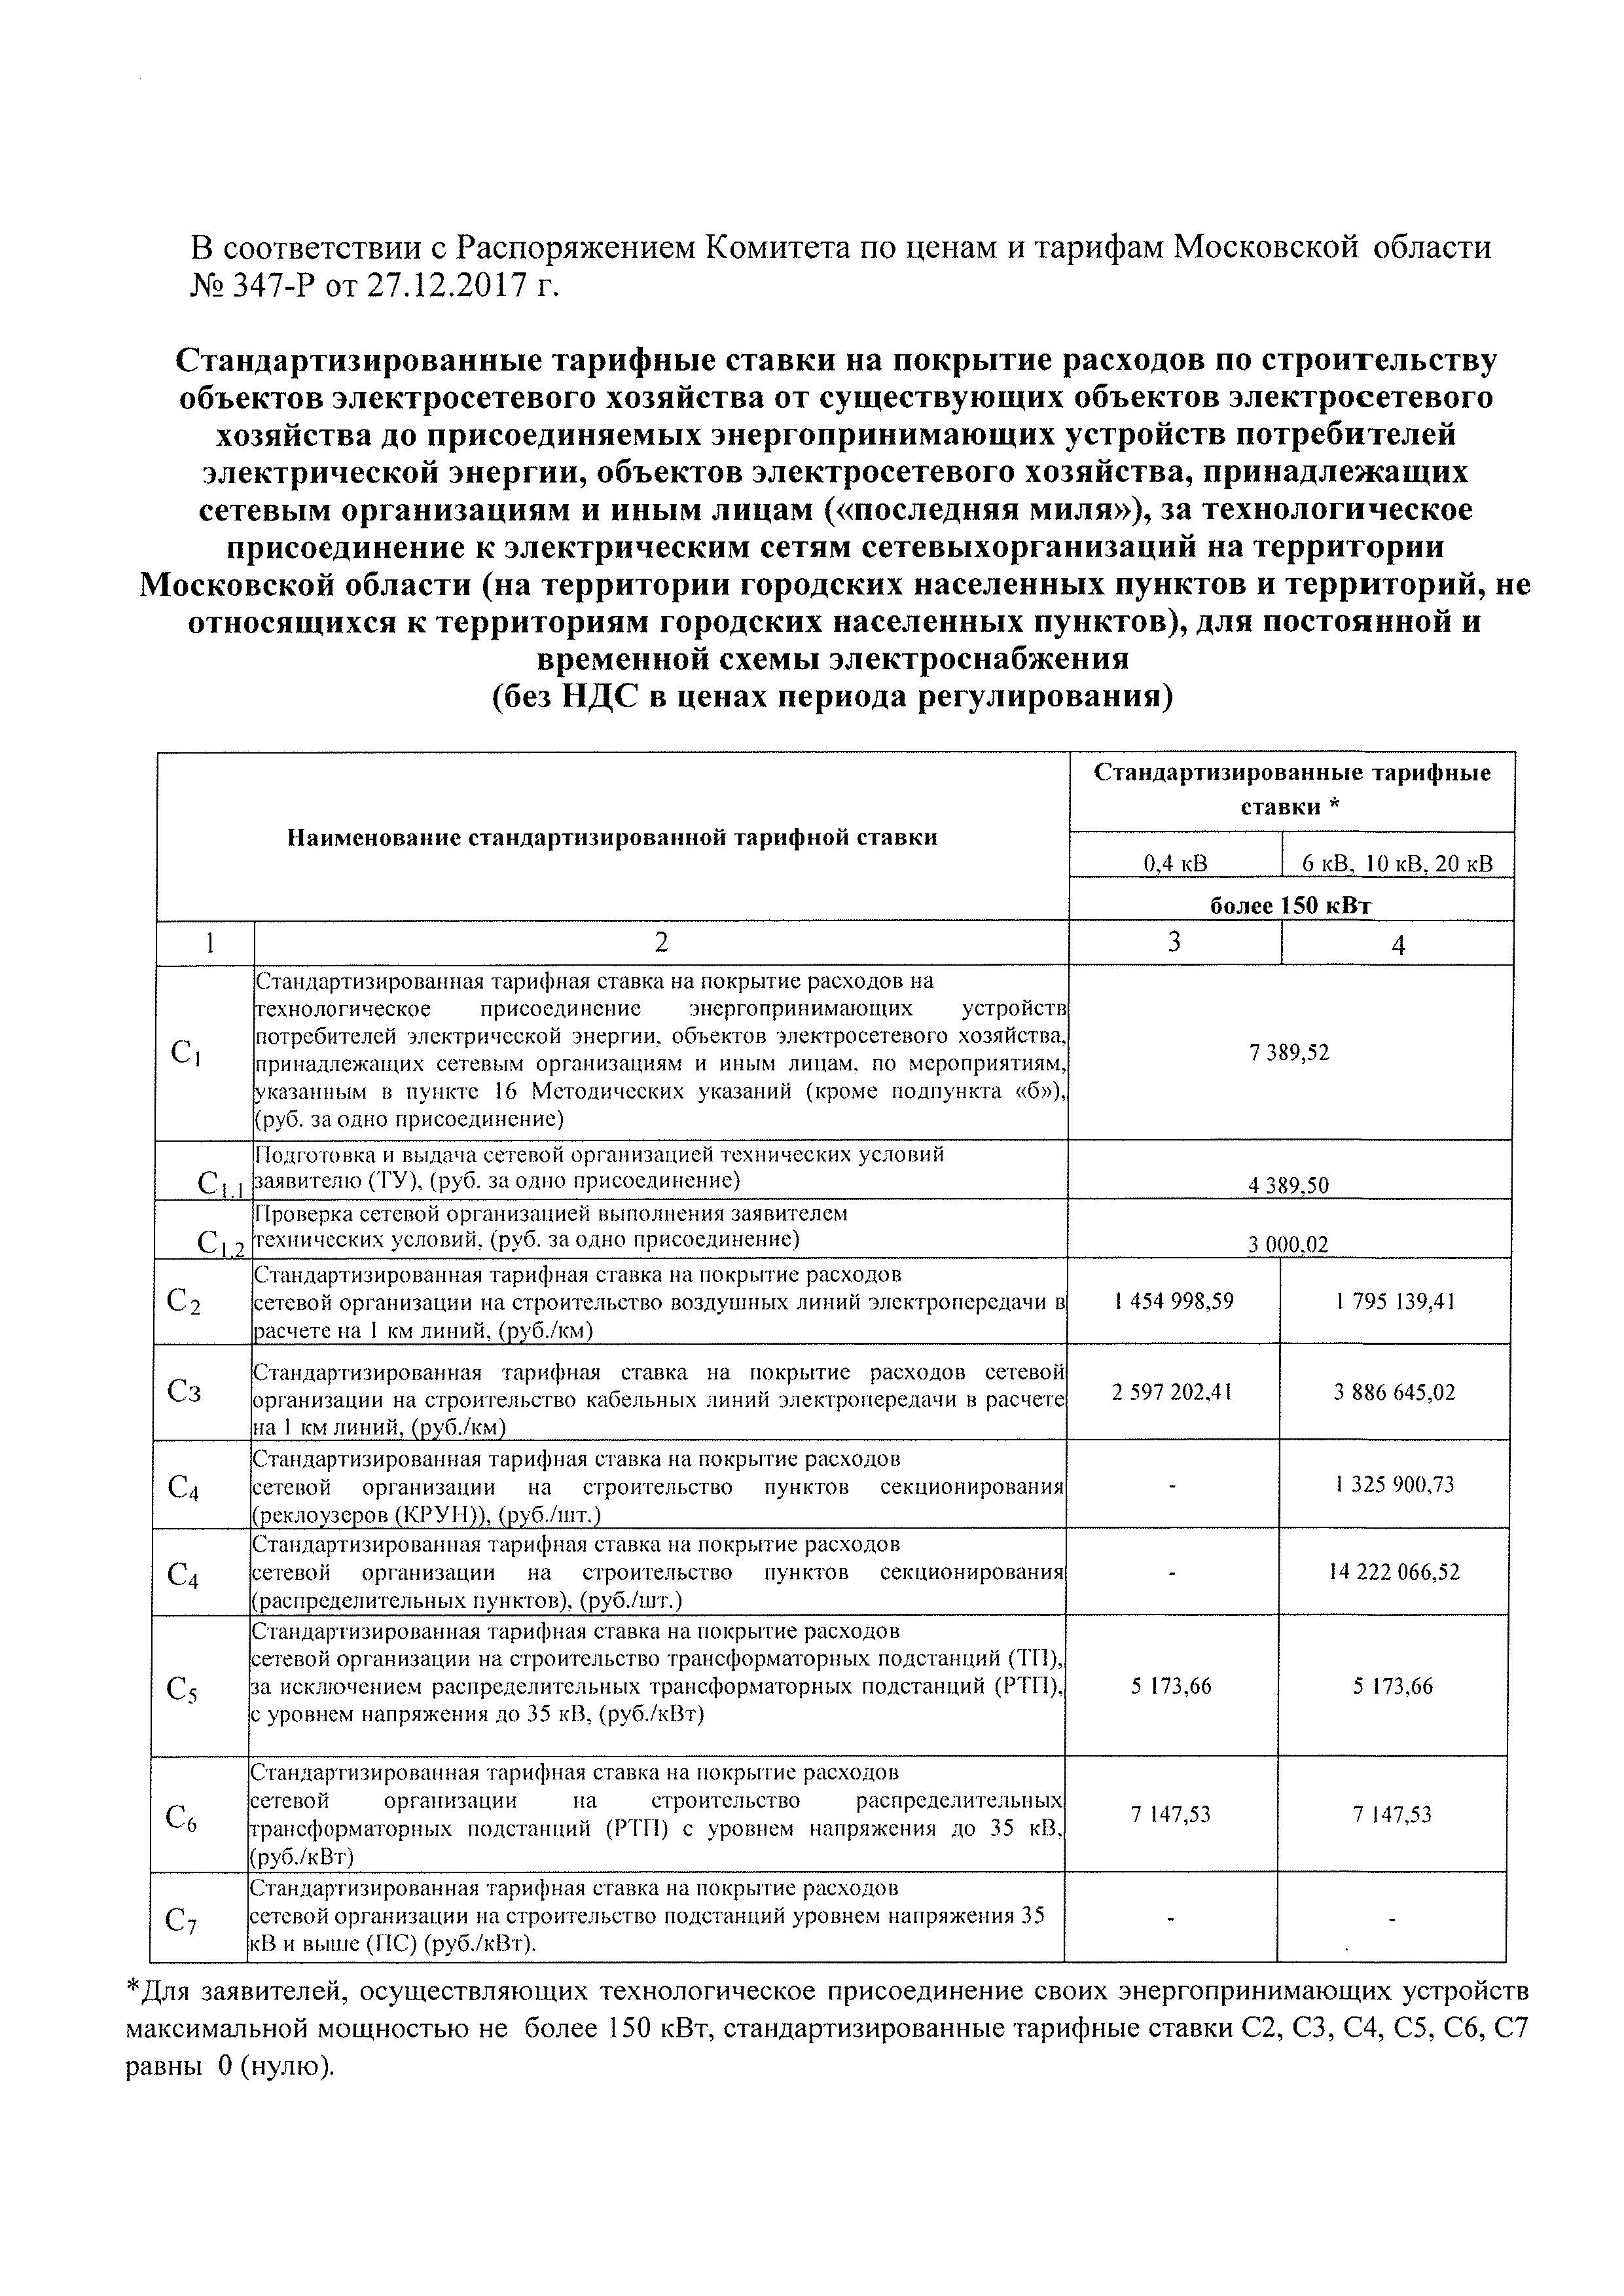 В соответствии с Распоряжением Комитета по ценам и тарифам Московской области
№ 347-Р от 27.12.2017 г.
Стандартизированные тарифные ставки на покрытие расходов по строительству
объектов электросетевого хозяйства от существующих объектов электросетевого
хозяйства до присоединяемых энергопринимающих устройств потребителей
электрической энергии, объектов электросетевого хозяйства, принадлежащих
сетевым организациям и иным лицам («последняя миля»), за технологическое
присоединение к электрическим сетям сетевыхорганизаций на территории
Московской области (на территории городских населенных пунктов и территорий, не
относящихся к территориям городских населенных пунктов), для постоянной и
временной схемы электроснабжения
(без НДС в ценах периода регулирования)
Наименование стандартизированной тарифной ставки
Стандартизированные тарифные
ставки *
0,4 кВ 6 кВ, 10 кВ, 20 кВ
более 150 кВт
1 2 3 4
С1
Стандартизированная тарифная ставка на покрытие расходов на
технологическое присоединение энергопринимающих устройств
потребителей электрической энергии, объектов электросетевого хозяйства,
принадлежащих сетевым организациям и иным лицам, по мероприятиям,
указанным в пункте 16 Методических указаний (кроме подпункта «б»),
(руб. за одно присоединение)
7 389,52
С1.1
Подготовка и выдача сетевой организацией технических условий
заявителю (ТУ), (руб. за одно присоединение)
4 389,50
С1.2
Проверка сетевой организацией выполнения заявителем
технических условий, (руб. за одно присоединение)
3 000,02
С2
Стандартизированная тарифная ставка на покрытие расходов
сетевой организации на строительство воздушных линий электропередачи в
расчете на 1 км линий, (руб./км)
1 454 998,59 1 795 139,41
С3
Стандартизированная тарифная ставка на покрытие расходов сетевой
организации на строительство кабельных линий электропередачи в расчете
на 1 км линий, (руб./км)
2 597 202,41 3 886 645,02
С4
Стандартизированная тарифная ставка на покрытие расходов
сетевой организации на строительство пунктов секционирования
(реклоузеров (КРУН)), (руб./шт.)
- 1 325 900,73
С4
Стандартизированная тарифная ставка на покрытие расходов
сетевой организации на строительство пунктов секционирования
(распределительных пунктов), (руб./шт.)
- 14 222 066,52
С5
Стандартизированная тарифная ставка на покрытие расходов
сетевой организации на строительство трансформаторных подстанций (ТП),
за исключением распределительных трансформаторных подстанций (РТП),
с уровнем напряжения до 35 кВ, (руб./кВт)
5 173,66 5 173,66
С6
Стандартизированная тарифная ставка на покрытие расходов
сетевой организации на строительство распределительных
трансформаторных подстанций (РТП) с уровнем напряжения до 35 кВ,
(руб./кВт)
7 147,53 7 147,53
С7
Стандартизированная тарифная ставка на покрытие расходов
сетевой организации на строительство подстанций уровнем напряжения 35
кВ и выше (ПС) (руб./кВт).
- -
*Для заявителей, осуществляющих технологическое присоединение своих энергопринимающих устройств
максимальной мощностью не более 150 кВт, стандартизированные тарифные ставки С2, С3, С4, С5, С6, С7
равны 0 (нулю).